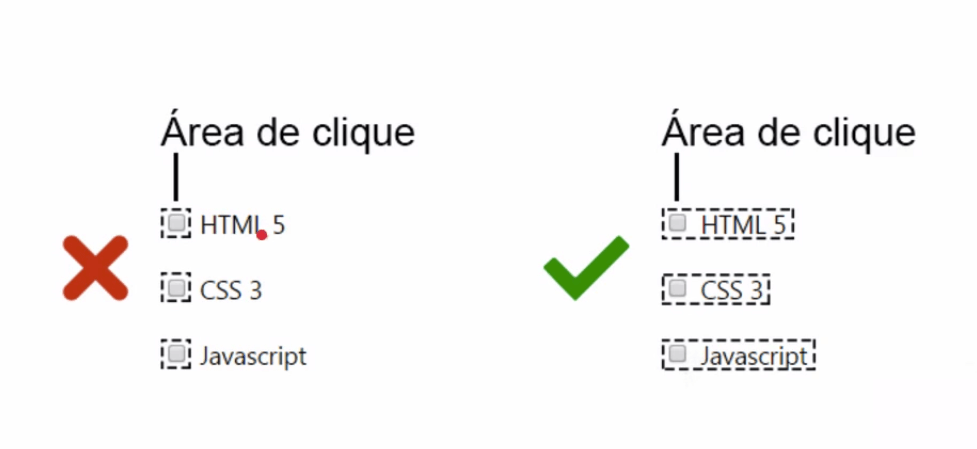 Área de clique
HTML 5
CSS 3
Javascript
Área de clique
HTML 5
CSS 3
Javascript